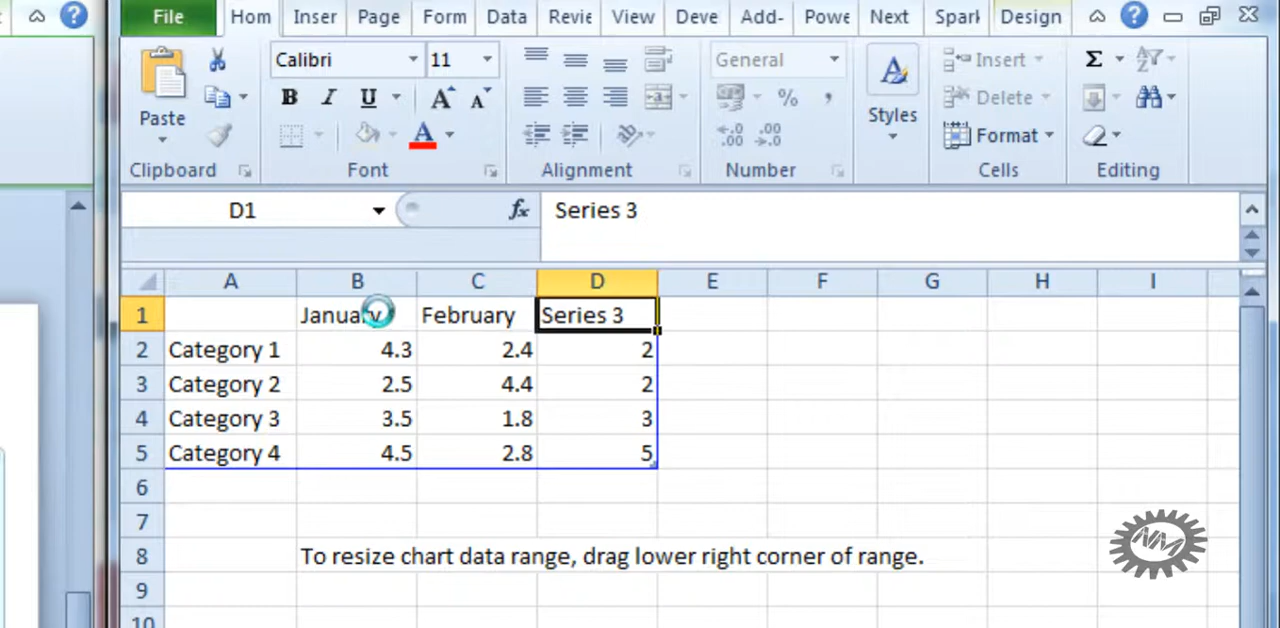 File Hom Inser Page Form Data Revie View Deve Add- Powe Next Spark Design
Calibri 11 General Insert Σ
B I U A A % , Delete
Paste A Styles Format
Clipboard Font Alignment Number Cells Editing
D1 fx Series 3
A B C D E F G H I
1 January February Series 3
2 Category 1 4.3 2.4 2
3 Category 2 2.5 4.4 2
4 Category 3 3.5 1.8 3
5 Category 4 4.5 2.8 5
6
7
8 To resize chart data range, drag lower right corner of range.
9
10